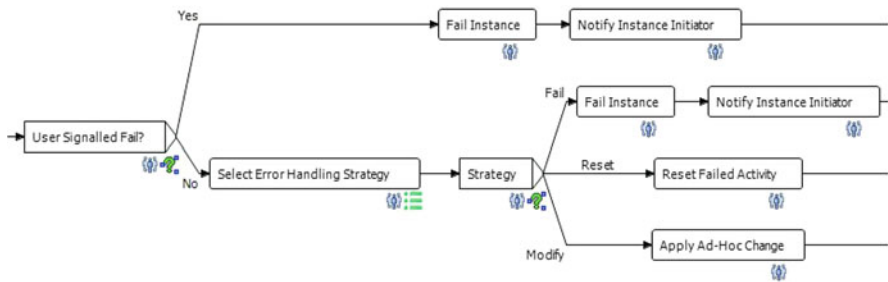 Yes
Fail Instance
Notify Instance Initiator
Fail
Fail Instance
Notify Instance Initiator
User Signalled Fail?
No
Select Error Handling Strategy
Strategy
Reset
Reset Failed Activity
Modify
Apply Ad-Hoc Change